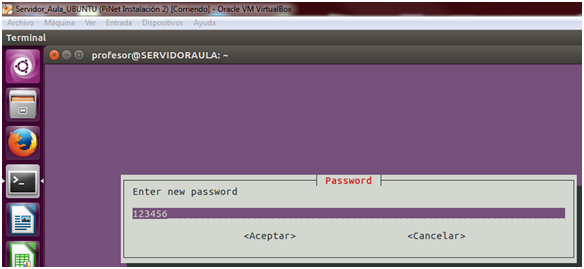 Servidor_Aula_UBUNTU (PiNet Instalación 2) [Corriendo] - Oracle VM VirtualBox
Archivo Máquina Ver Entrada Dispositivos Ayuda
Terminal
profesor@SERVIDORAULA: ~
Password
Enter new password
123456
<Aceptar> <Cancelar>